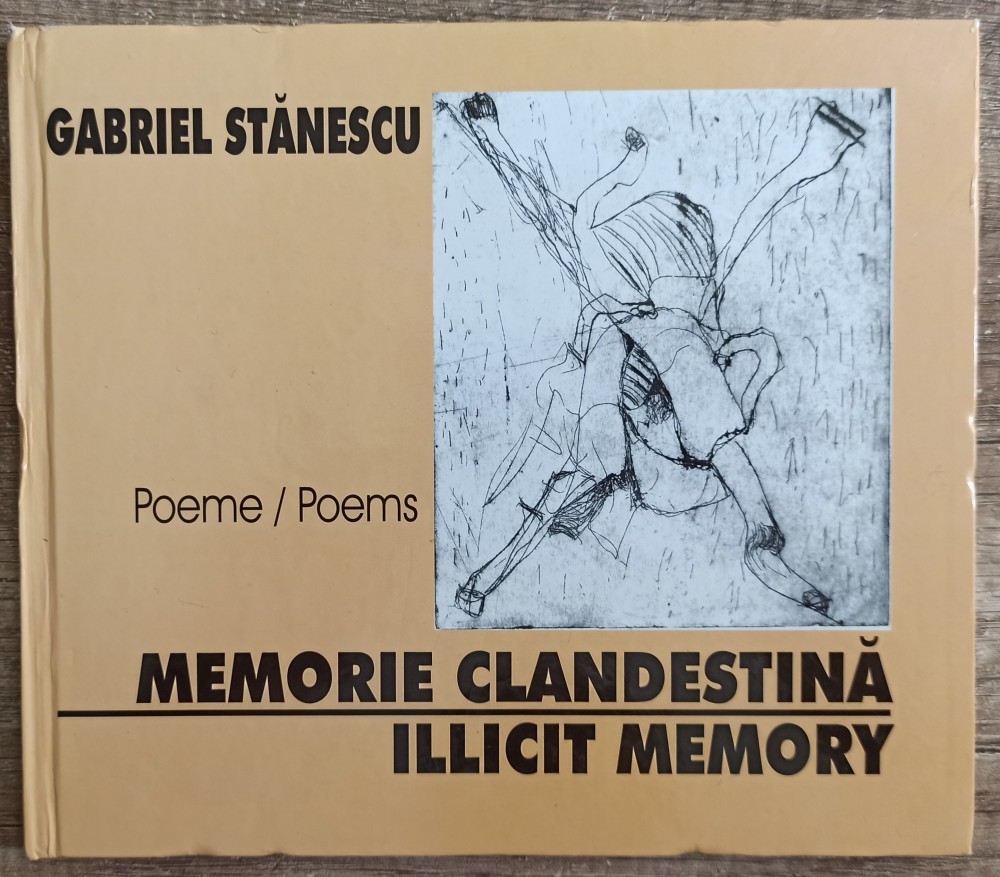 GABRIEL STĂNESCU
Poeme / Poems
MEMORIE CLANDESTINĂ
ILLICIT MEMORY